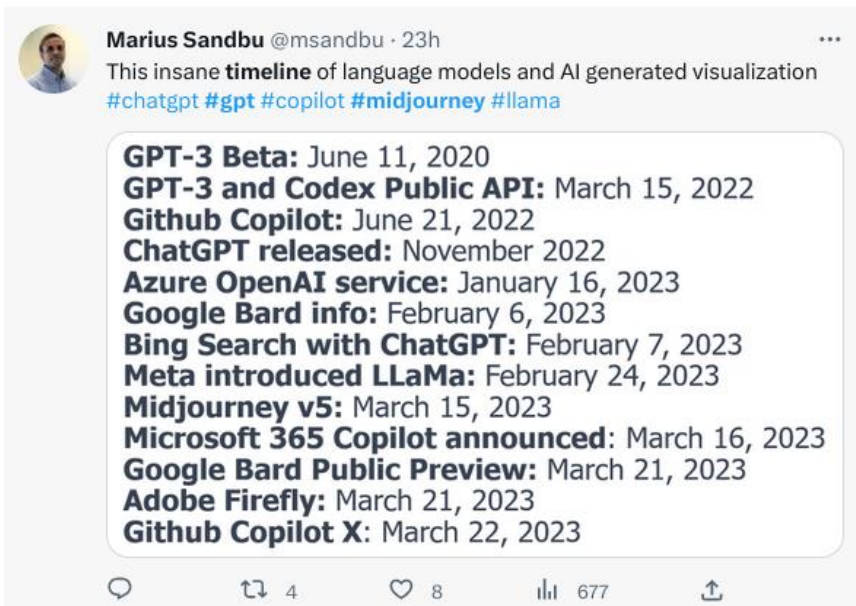 Marius Sandbu @msandbu · 23h
This insane timeline of language models and AI generated visualization
#chatgpt #gpt #copilot #midjourney #llama
GPT-3 Beta: June 11, 2020
GPT-3 and Codex Public API: March 15, 2022
Github Copilot: June 21, 2022
ChatGPT released: November 2022
Azure OpenAI service: January 16, 2023
Google Bard info: February 6, 2023
Bing Search with ChatGPT: February 7, 2023
Meta introduced LLaMa: February 24, 2023
Midjourney v5: March 15, 2023
Microsoft 365 Copilot announced: March 16, 2023
Google Bard Public Preview: March 21, 2023
Adobe Firefly: March 21, 2023
Github Copilot X: March 22, 2023
4 8 677